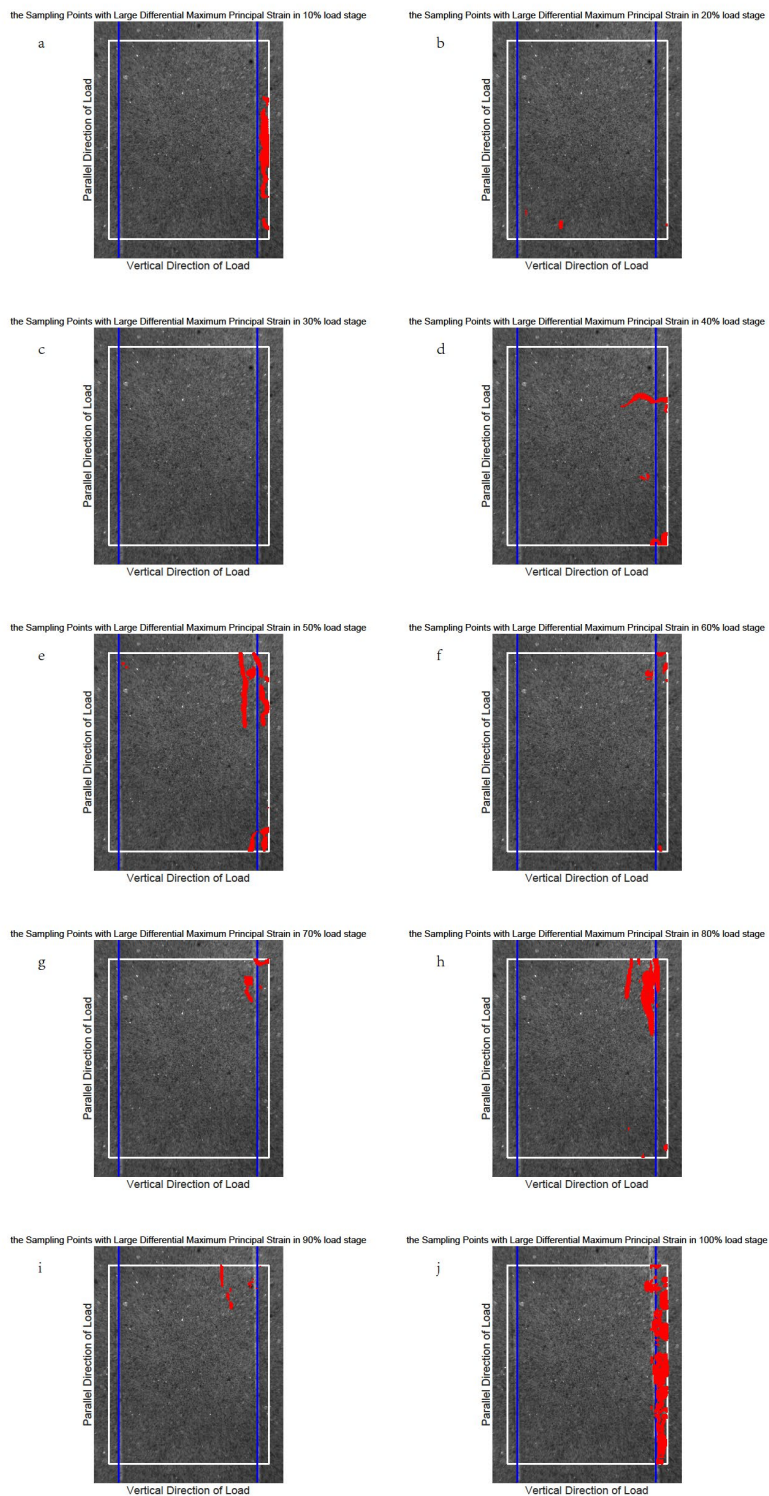 the Sampling Points with Large Differential Maximum Principal Strain in 10% load stage
a
Parallel Direction of Load
Vertical Direction of Load
the Sampling Points with Large Differential Maximum Principal Strain in 20% load stage
b
Parallel Direction of Load
Vertical Direction of Load
the Sampling Points with Large Differential Maximum Principal Strain in 30% load stage
c
Parallel Direction of Load
Vertical Direction of Load
the Sampling Points with Large Differential Maximum Principal Strain in 40% load stage
d
Parallel Direction of Load
Vertical Direction of Load
the Sampling Points with Large Differential Maximum Principal Strain in 50% load stage
e
Parallel Direction of Load
Vertical Direction of Load
the Sampling Points with Large Differential Maximum Principal Strain in 60% load stage
f
Parallel Direction of Load
Vertical Direction of Load
the Sampling Points with Large Differential Maximum Principal Strain in 70% load stage
g
Parallel Direction of Load
Vertical Direction of Load
the Sampling Points with Large Differential Maximum Principal Strain in 80% load stage
h
Parallel Direction of Load
Vertical Direction of Load
the Sampling Points with Large Differential Maximum Principal Strain in 90% load stage
i
Parallel Direction of Load
Vertical Direction of Load
the Sampling Points with Large Differential Maximum Principal Strain in 100% load stage
j
Parallel Direction of Load
Vertical Direction of Load